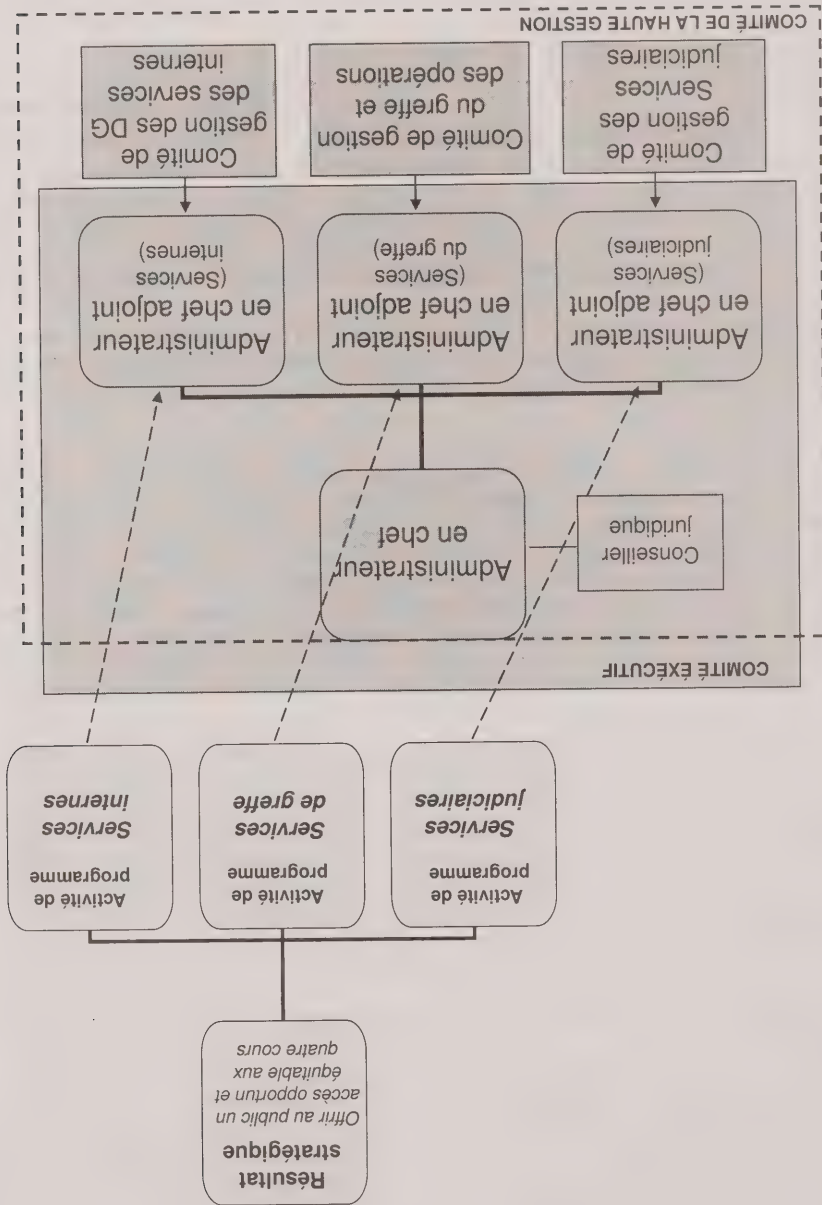 Résultat
stratégique
Offrir au public un
accès opportun et
équitable aux
quatre cours
Activité de
programme
Services
judiciaires
Activité de
programme
Services
de greffe
Activité de
programme
Services
internes
COMITÉ ÉXÉCUTIF
Conseiller
juridique
Administrateur
en chef
Administrateur
en chef adjoint
(Services
judiciaires)
Administrateur
en chef adjoint
(Services
du greffe)
Administrateur
en chef adjoint
(Services
internes)
Comité de
gestion des
Services
judiciaires
Comité de gestion
du greffe et
des opérations
Comité de
gestion des DG
des services
internes
COMITÉ DE LA HAUTE GESTION